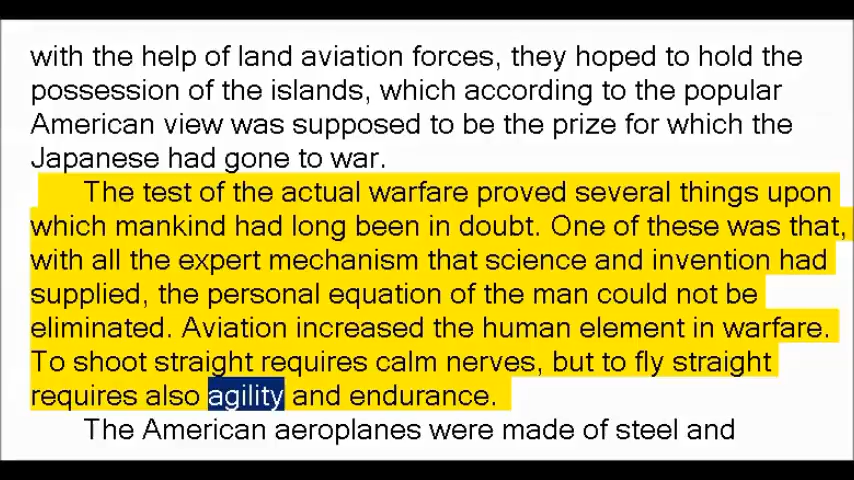 with the help of land aviation forces, they hoped to hold the
possession of the islands, which according to the popular
American view was supposed to be the prize for which the
Japanese had gone to war.
The test of the actual warfare proved several things upon
which mankind had long been in doubt. One of these was that,
with all the expert mechanism that science and invention had
supplied, the personal equation of the man could not be
eliminated. Aviation increased the human element in warfare.
To shoot straight requires calm nerves, but to fly straight
requires also agility and endurance.
The American aeroplanes were made of steel and